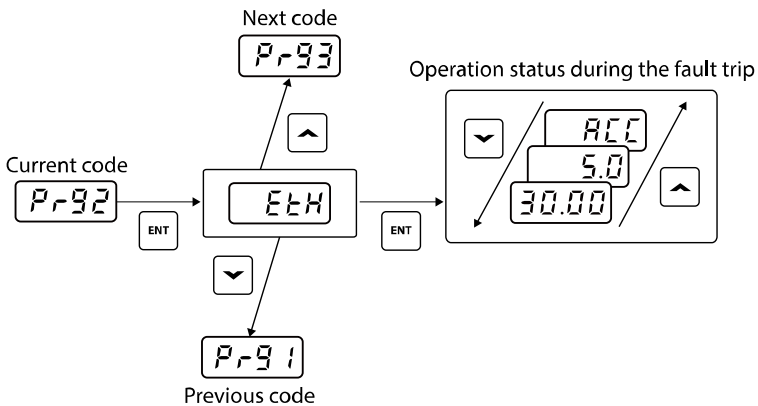 Next code
Pr93
Operation status during the fault trip
ACC
5.0
30.00
Current code
Pr92
ENT
EtH
ENT
Pr91
Previous code